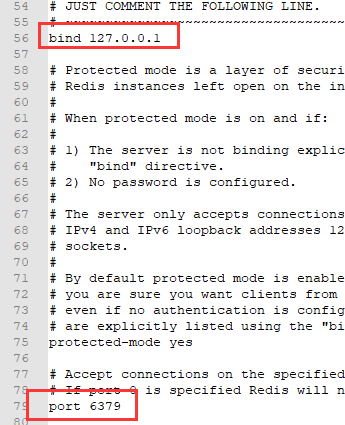 54 # JUST COMMENT THE FOLLOWING LINE.
55 # ~~~~~~~~~~~~~~~~~~~~~~~~~~~~~~~~
56 bind 127.0.0.1
57
58 # Protected mode is a layer of securi
59 # Redis instances left open on the in
60 #
61 # When protected mode is on and if:
62 #
63 # 1) The server is not binding explic
64 #    "bind" directive.
65 # 2) No password is configured.
66 #
67 # The server only accepts connections
68 # IPv4 and IPv6 loopback addresses 12
69 # sockets.
70 #
71 # By default protected mode is enable
72 # you are sure you want clients from
73 # even if no authentication is config
74 # are explicitly listed using the "bi
75 protected-mode yes
76
77 # Accept connections on the specified
78 # If port 0 is specified Redis will n
79 port 6379
80